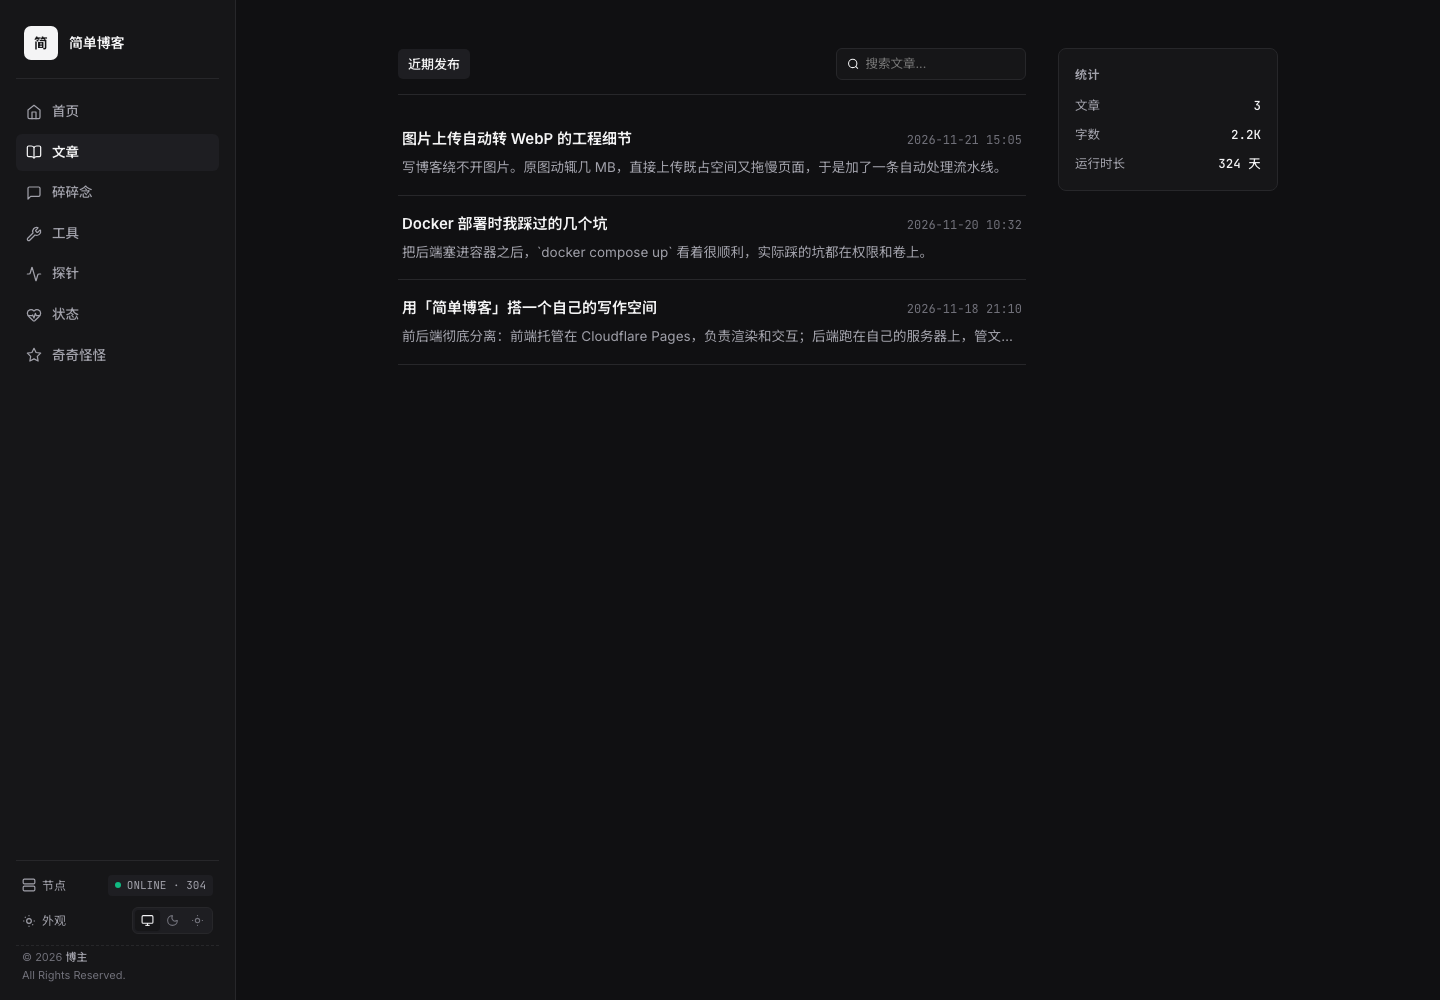 简 简单博客
首页
文章
碎碎念
工具
探针
状态
奇奇怪怪
节点 ONLINE · 304
外观
© 2026 博主
All Rights Reserved.
近期发布 搜索文章...
图片上传自动转 WebP 的工程细节 2026-11-21 15:05
写博客绕不开图片。原图动辄几 MB，直接上传既占空间又拖慢页面，于是加了一条自动处理流水线。
Docker 部署时我踩过的几个坑 2026-11-20 10:32
把后端塞进容器之后，`docker compose up` 看着很顺利，实际踩的坑都在权限和卷上。
用「简单博客」搭一个自己的写作空间 2026-11-18 21:10
前后端彻底分离：前端托管在 Cloudflare Pages，负责渲染和交互；后端跑在自己的服务器上，管文...
统计
文章 3
字数 2.2K
运行时长 324 天